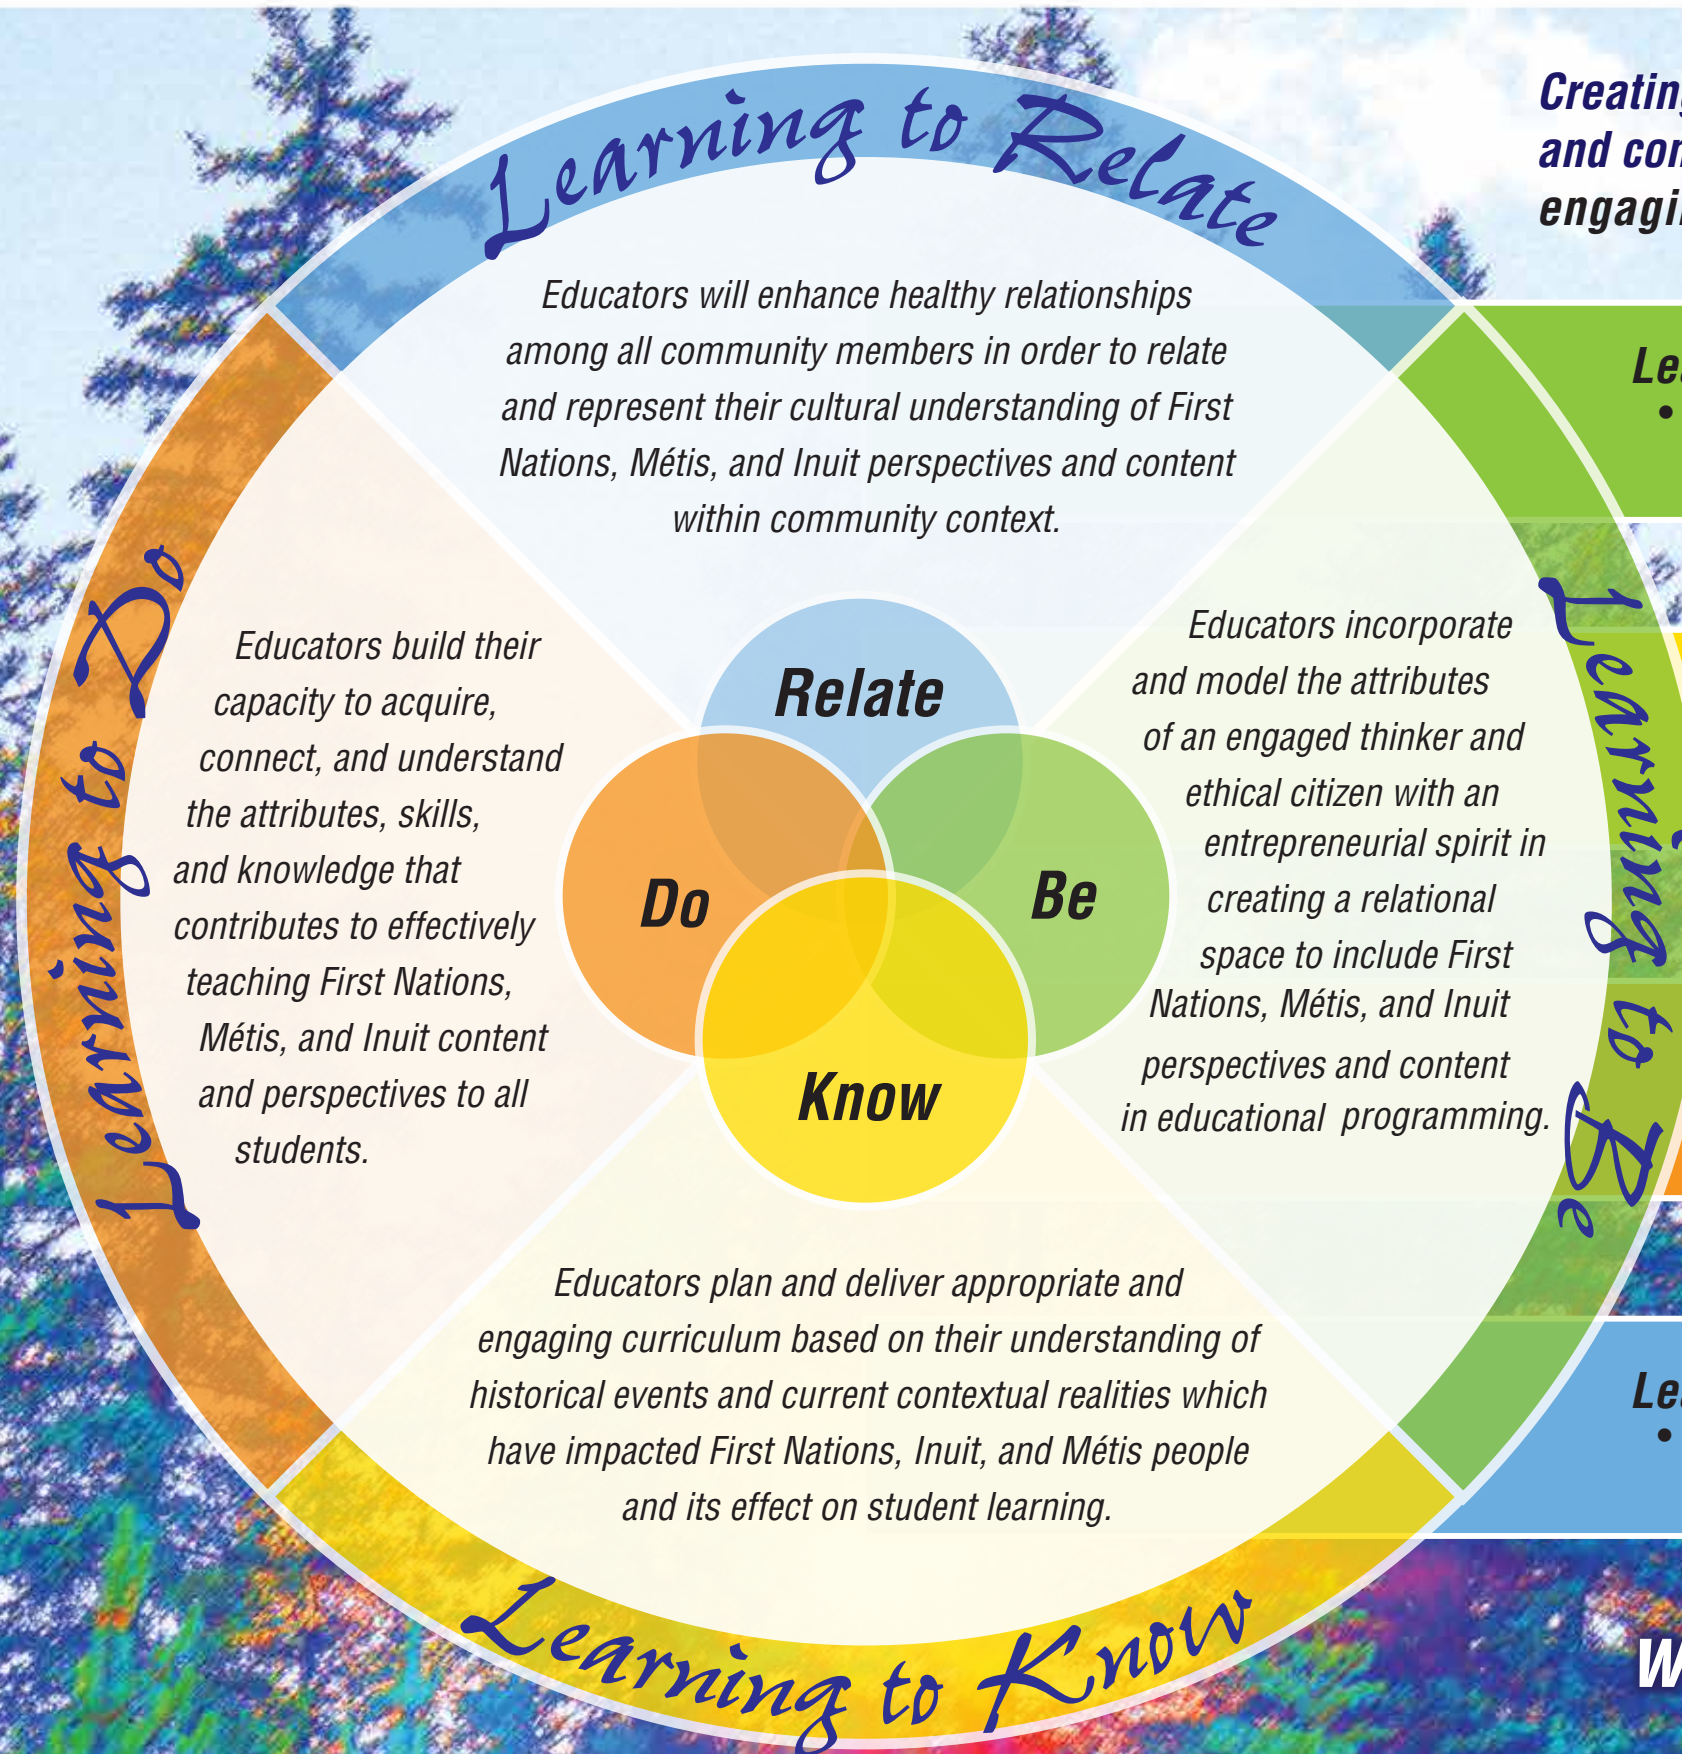 Learning to Relate
Educators will enhance healthy relationships
among all community members in order to relate
and represent their cultural understanding of First
Nations, Métis, and Inuit perspectives and content
within community context.
Learning to Do
Educators build their
capacity to acquire,
connect, and understand
the attributes, skills,
and knowledge that
contributes to effectively
teaching First Nations,
Métis, and Inuit content
and perspectives to all
students.
Relate
Do
Be
Know
Educators incorporate
and model the attributes
of an engaged thinker and
ethical citizen with an
entrepreneurial spirit in
creating a relational
space to include First
Nations, Métis, and Inuit
perspectives and content
in educational programming.
Learning to Be
Educators plan and deliver appropriate and
engaging curriculum based on their understanding of
historical events and current contextual realities which
have impacted First Nations, Inuit, and Métis people
and its effect on student learning.
Learning to Know
and